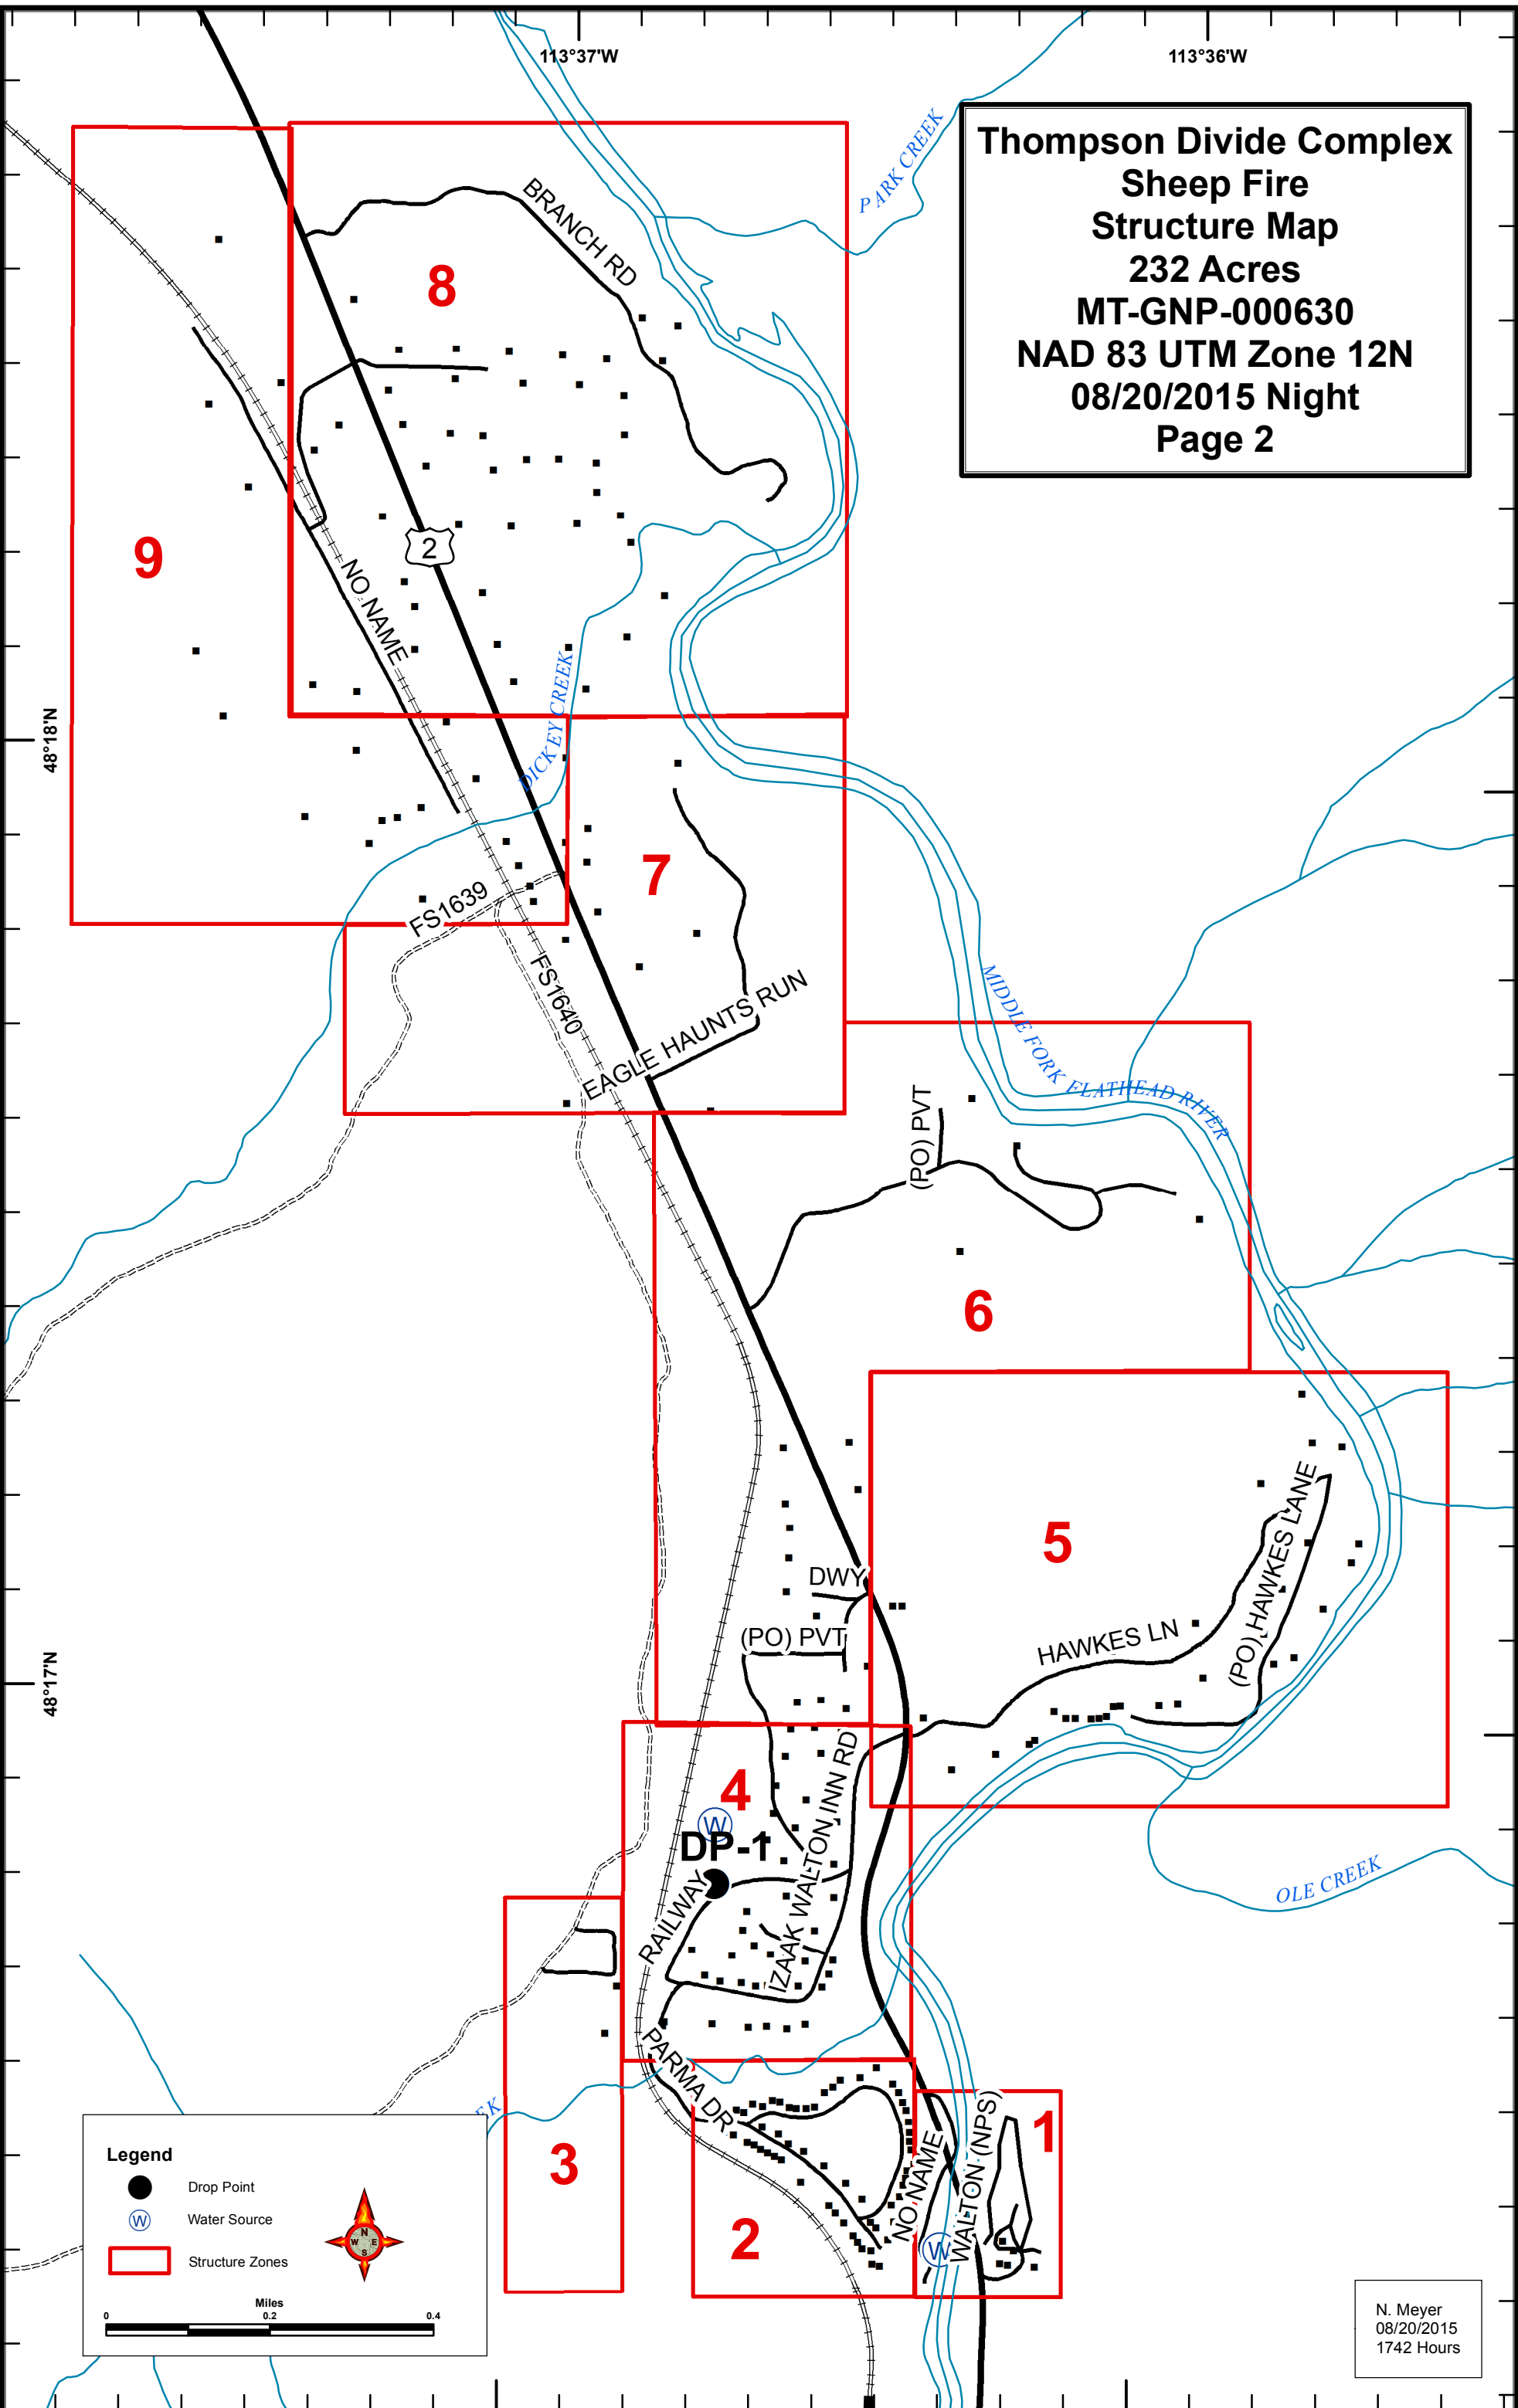 113°37'W
113°36'W
Thompson Divide Complex
Sheep Fire
Structure Map
232 Acres
MT-GNP-000630
NAD 83 UTM Zone 12N
08/20/2015 Night
Page 2
PARK CREEK
BRANCH RD
8
9
2
NO NAME
DICKEY CREEK
48°18'N
7
FS1639
FS1640
EAGLE HAUNTS RUN
MIDDLE FORK FLATHEAD RIVER
(PO) PVT
6
5
DWY
(PO) PVT
HAWKES LN
(PO) HAWKES LANE
48°17'N
4
W
DP-1
IZAAK WALTON INN RD
RAILWAY
OLE CREEK
PARMA DR
EK
3
2
NO NAME
WALTON (NPS)
1
W
Legend
Drop Point
W Water Source
Structure Zones
N
W E
S
Miles
0 0.2 0.4
N. Meyer
08/20/2015
1742 Hours